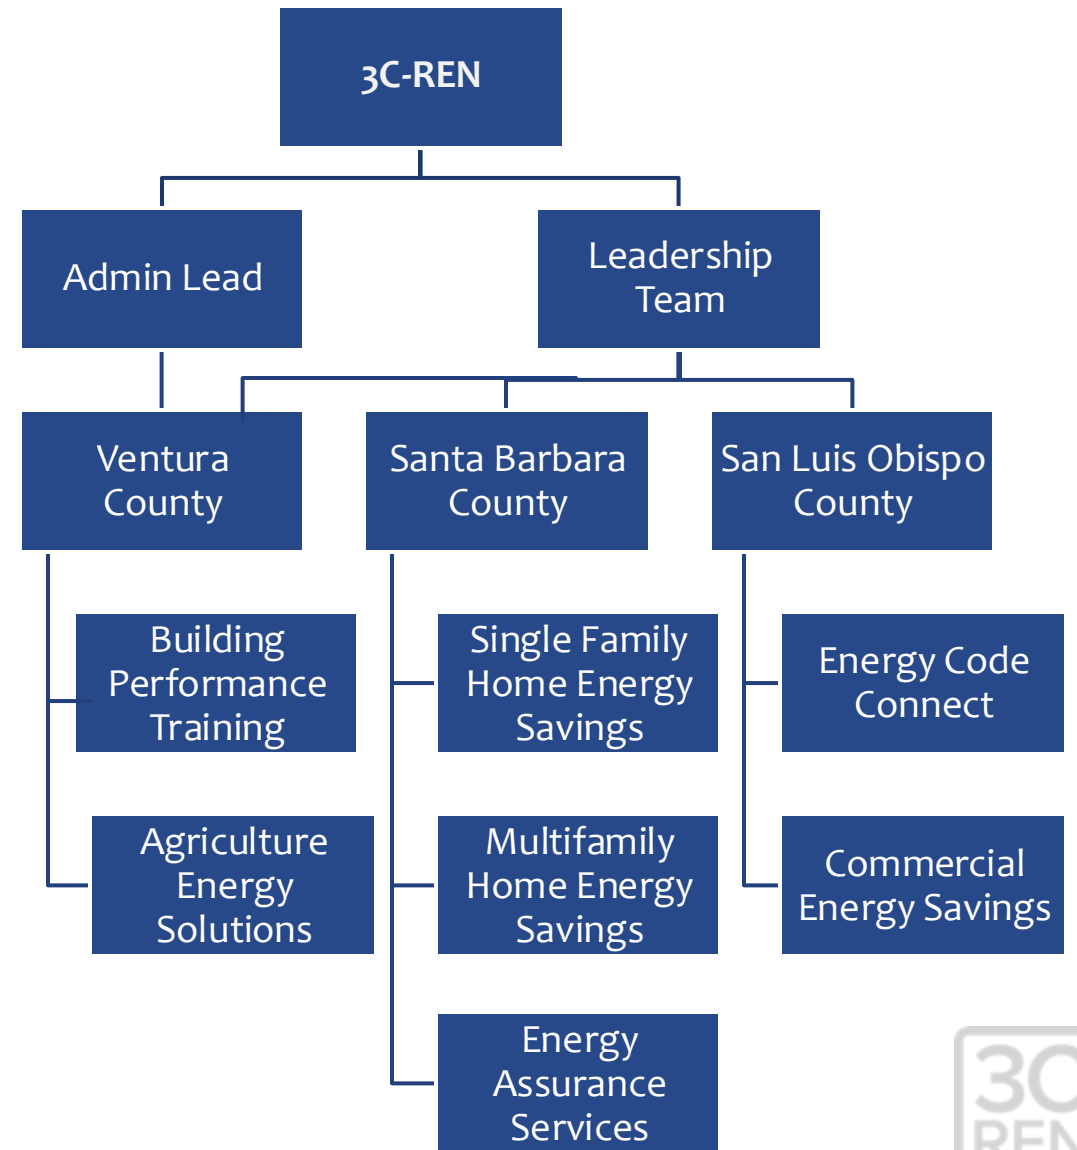 3C-REN
Admin Lead
Leadership
Team
Ventura
County
Santa Barbara
County
San Luis Obispo
County
Building
Performance
Training
Single Family
Home Energy
Savings
Energy Code
Connect
Agriculture
Energy
Solutions
Multifamily
Home Energy
Savings
Commercial
Energy Savings
Energy
Assurance
Services
3C
REN